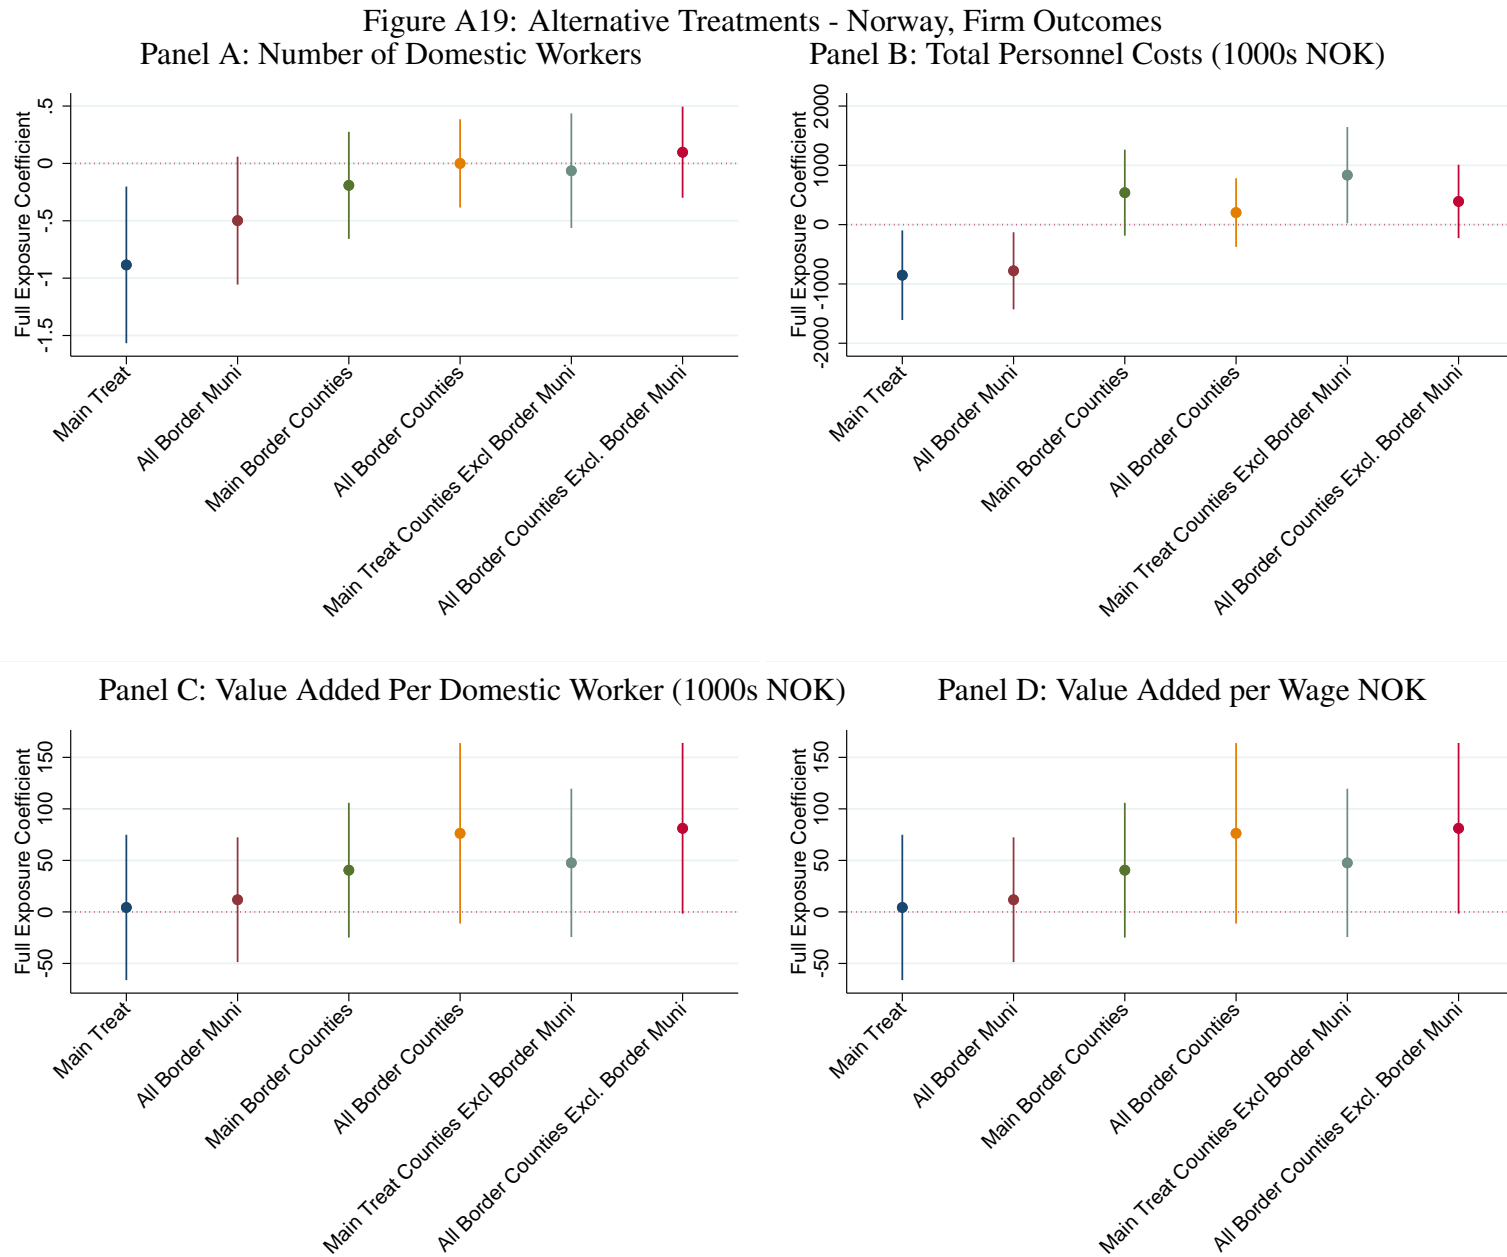 Figure A19: Alternative Treatments - Norway, Firm Outcomes
Panel A: Number of Domestic Workers
Full Exposure Coefficient
.5
0
-.5
-1
-1.5
Main Treat
All Border Muni
Main Border Counties
All Border Counties
Main Treat Counties Excl Border Muni
All Border Counties Excl. Border Muni
Panel B: Total Personnel Costs (1000s NOK)
Full Exposure Coefficient
2000
1000
0
-1000
-2000
Main Treat
All Border Muni
Main Border Counties
All Border Counties
Main Treat Counties Excl Border Muni
All Border Counties Excl. Border Muni
Panel C: Value Added Per Domestic Worker (1000s NOK)
Full Exposure Coefficient
150
100
50
0
-50
Main Treat
All Border Muni
Main Border Counties
All Border Counties
Main Treat Counties Excl Border Muni
All Border Counties Excl. Border Muni
Panel D: Value Added per Wage NOK
Full Exposure Coefficient
150
100
50
0
-50
Main Treat
All Border Muni
Main Border Counties
All Border Counties
Main Treat Counties Excl Border Muni
All Border Counties Excl. Border Muni